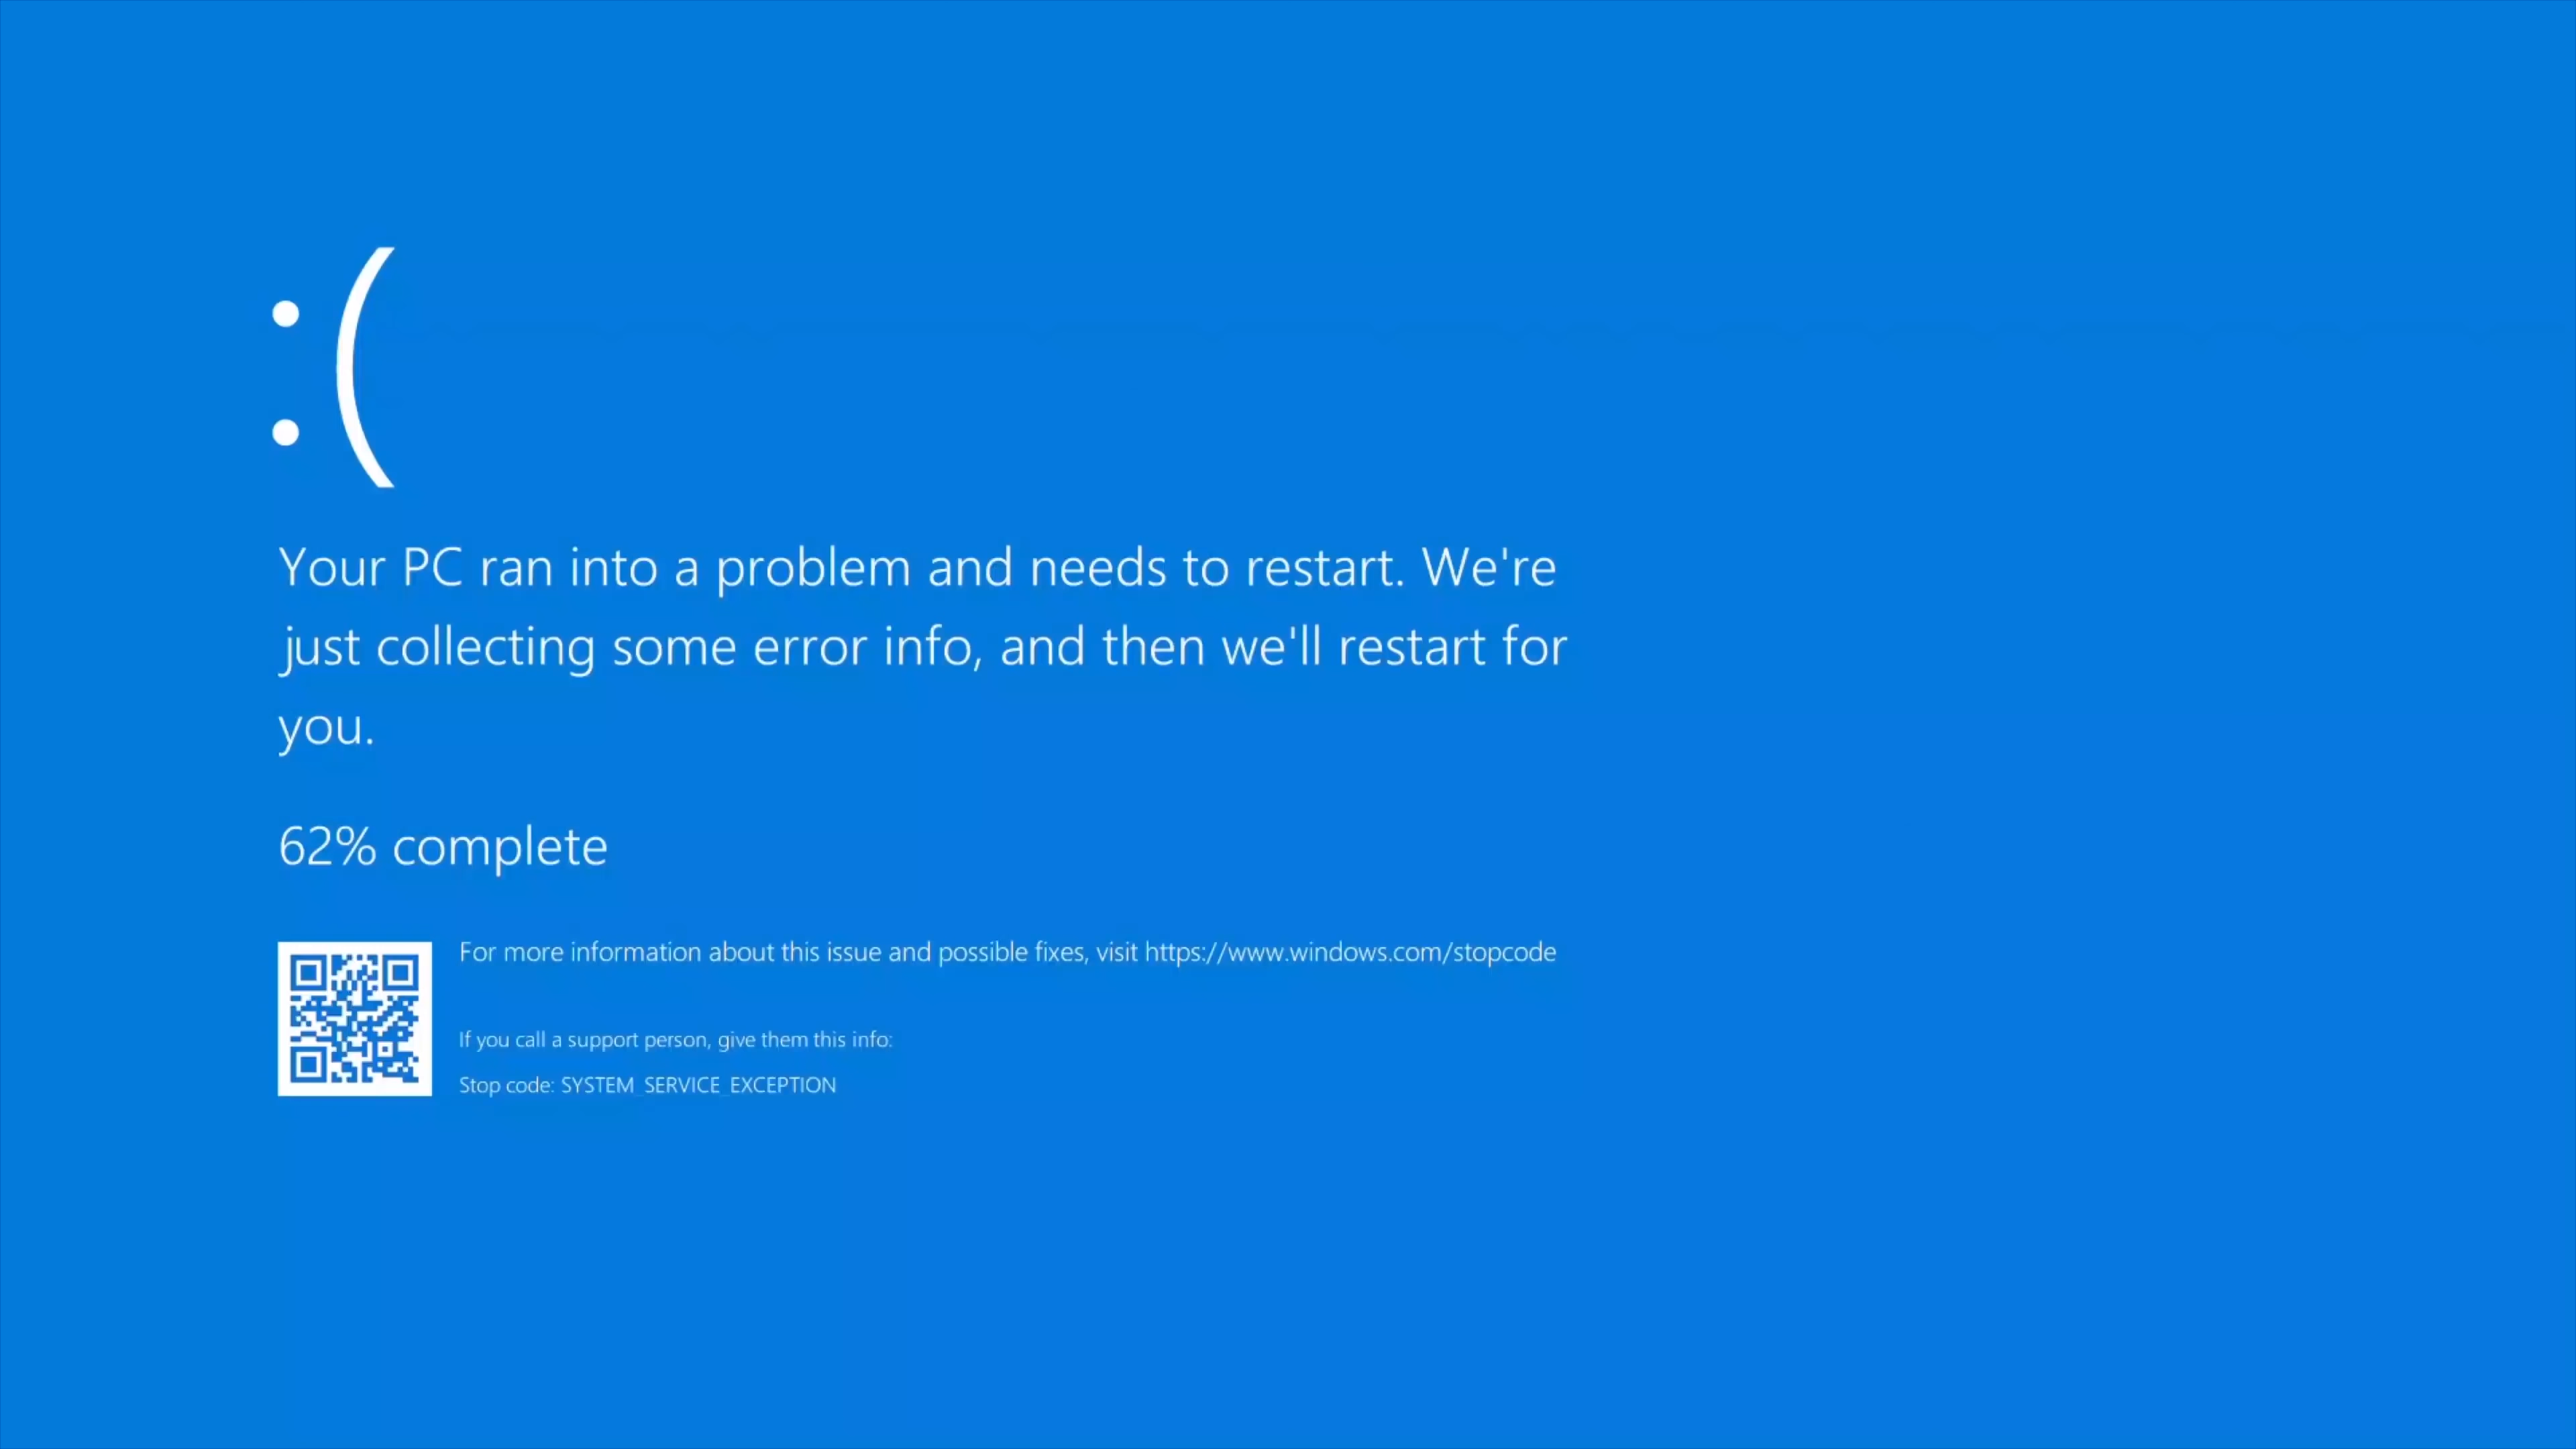 :(
Your PC ran into a problem and needs to restart. We're
just collecting some error info, and then we'll restart for
you.
62% complete
For more information about this issue and possible fixes, visit https://www.windows.com/stopcode
If you call a support person, give them this info:
Stop code: SYSTEM_SERVICE_EXCEPTION